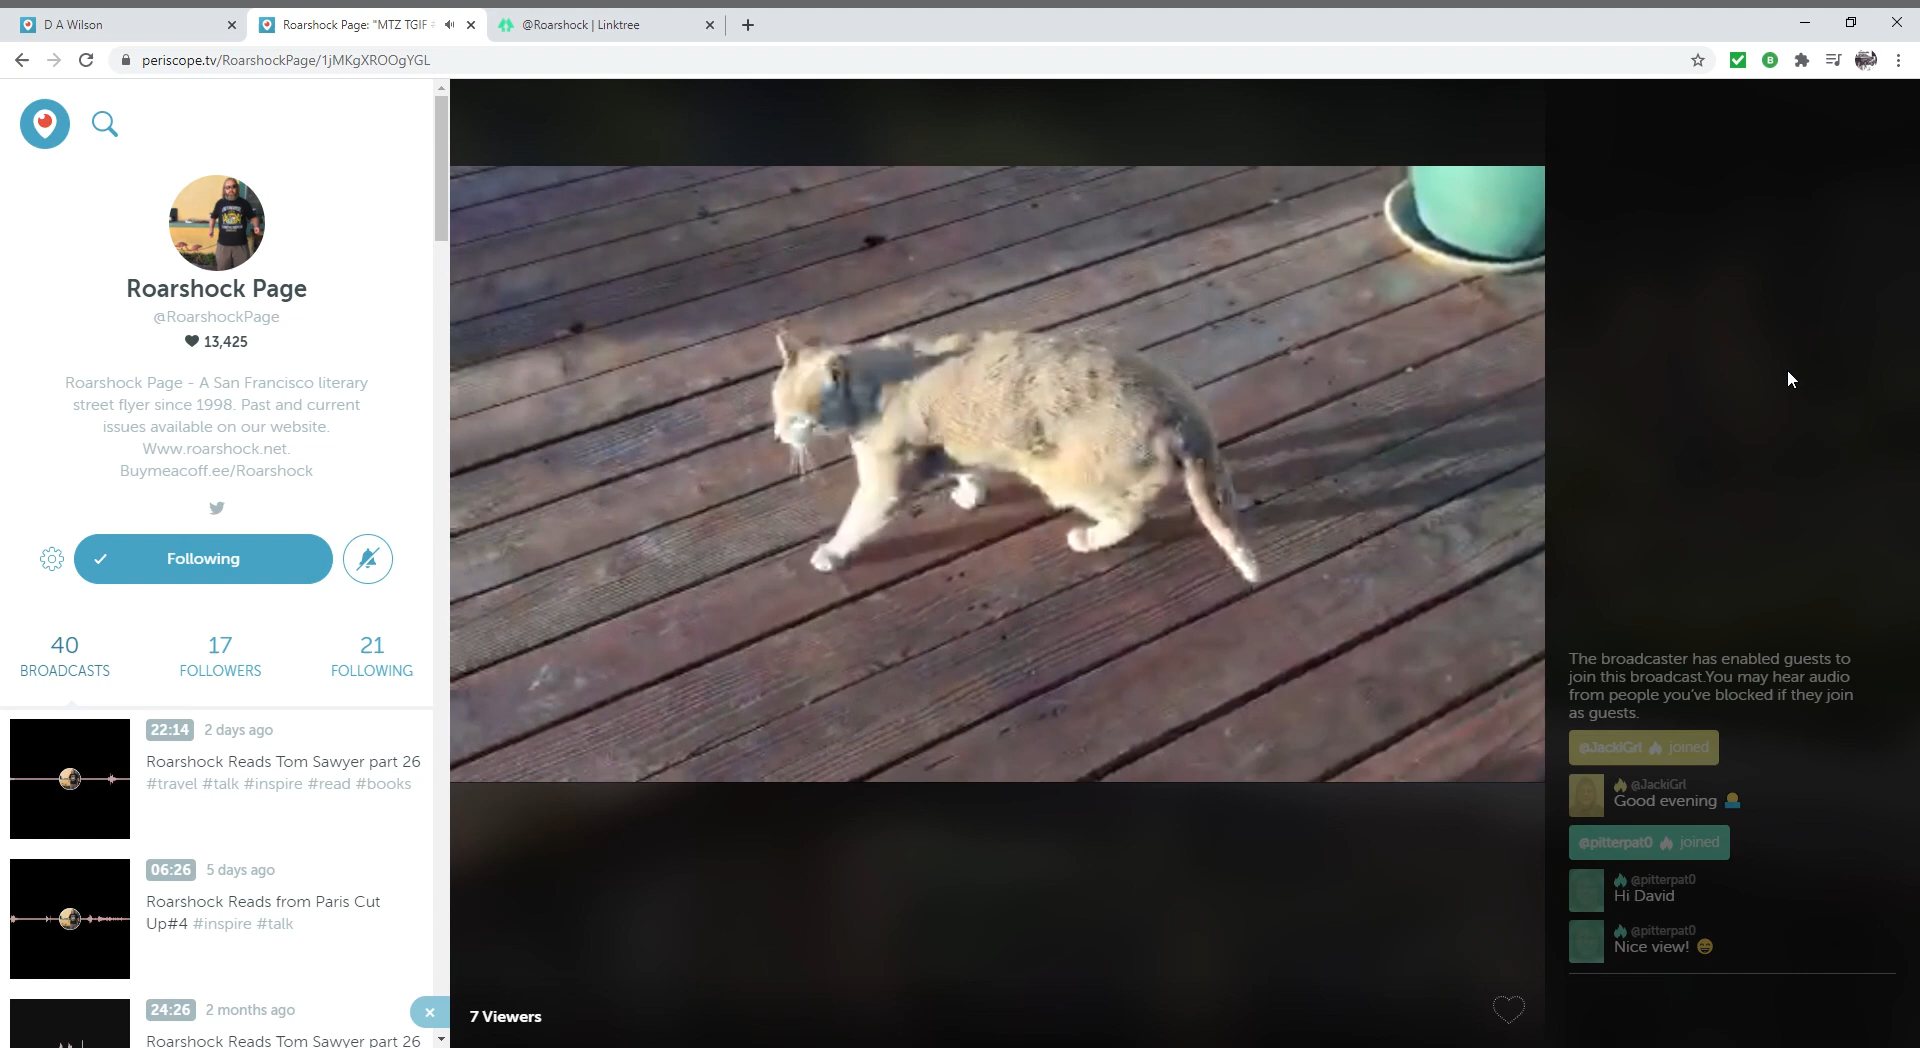 D A Wilson
Roarshock Page: "MTZ TGIF
@Roarshock | Linktree
periscope.tv/RoarshockPage/1jMKgXROOgYGL
B
Roarshock Page
@RoarshockPage
13,425
Roarshock Page - A San Francisco literary
street flyer since 1998. Past and current
issues available on our website.
Www.roarshock.net.
Buymeacoff.ee/Roarshock
Following
40
BROADCASTS
17
FOLLOWERS
21
FOLLOWING
22:14 2 days ago
Roarshock Reads Tom Sawyer part 26
#travel #talk #inspire #read #books
06:26 5 days ago
Roarshock Reads from Paris Cut
Up#4 #inspire #talk
24:26 2 months ago
Roarshock Reads Tom Sawyer part 26
7 Viewers
The broadcaster has enabled guests to
join this broadcast.You may hear audio
from people you've blocked if they join
as guests.
@JackiGrl 🔥 joined
🔥 @JackiGrl
Good evening
@pitterpat0 🔥 joined
🔥 @pitterpat0
Hi David
🔥 @pitterpat0
Nice view! 😄